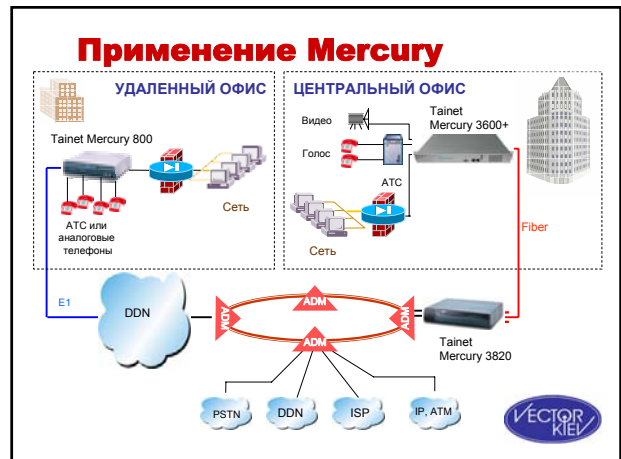 Применение Mercury
УДАЛЕННЫЙ ОФИС
Tainet Mercury 800
Сеть
АТС или
аналоговые
телефоны
ЦЕНТРАЛЬНЫЙ ОФИС
Видео
Голос
АТС
Tainet
Mercury 3600+
Сеть
Fiber
E1
DDN
ADM
ADM
ADM
ADM
Tainet
Mercury 3820
PSTN
DDN
ISP
IP, ATM
VECTOR
KIEV